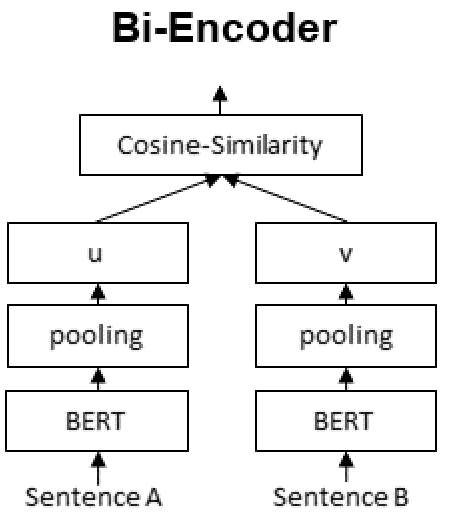 Bi-Encoder
Cosine-Similarity
u
v
pooling
pooling
BERT
BERT
Sentence A
Sentence B